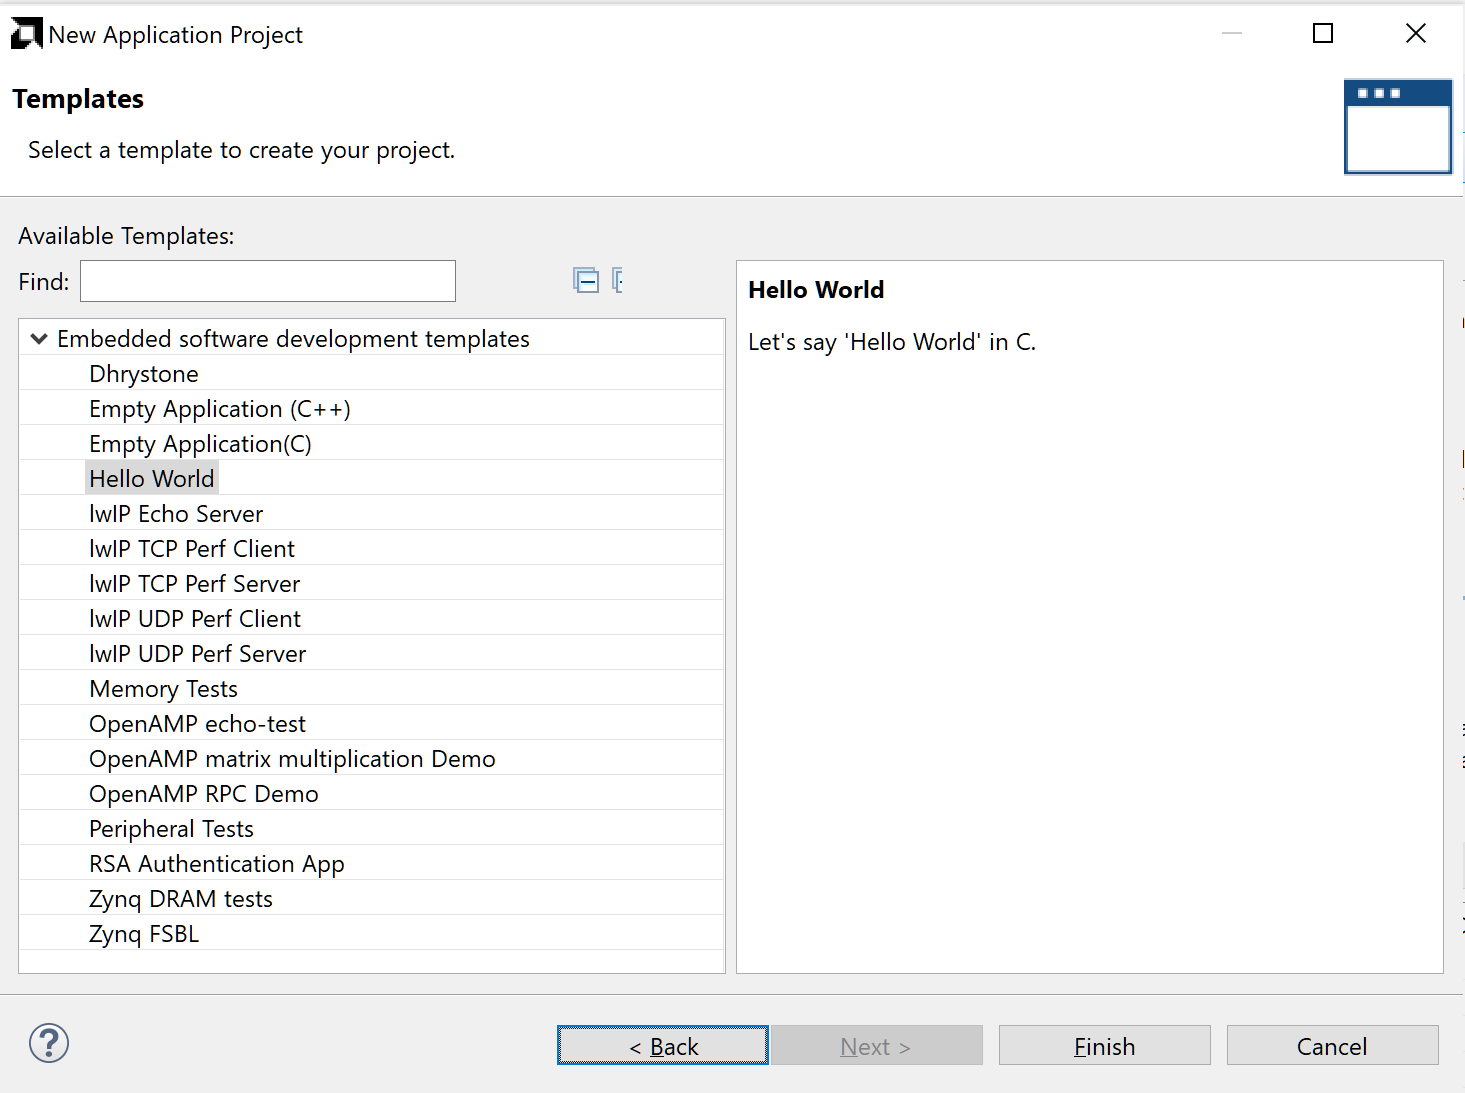 New Application Project
Templates
Select a template to create your project.
Available Templates:
Find:
Embedded software development templates
Dhrystone
Empty Application (C++)
Empty Application(C)
Hello World
lwIP Echo Server
lwIP TCP Perf Client
lwIP TCP Perf Server
lwIP UDP Perf Client
lwIP UDP Perf Server
Memory Tests
OpenAMP echo-test
OpenAMP matrix multiplication Demo
OpenAMP RPC Demo
Peripheral Tests
RSA Authentication App
Zynq DRAM tests
Zynq FSBL
Hello World
Let's say 'Hello World' in C.
? < Back Next > Finish Cancel